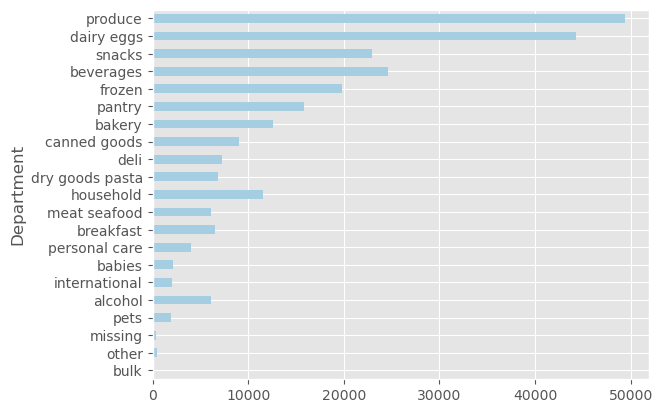 produce
dairy eggs
snacks
beverages
frozen
pantry
bakery
canned goods
deli
dry goods pasta
household
meat seafood
breakfast
personal care
babies
international
alcohol
pets
missing
other
bulk
Department
0 10000 20000 30000 40000 50000